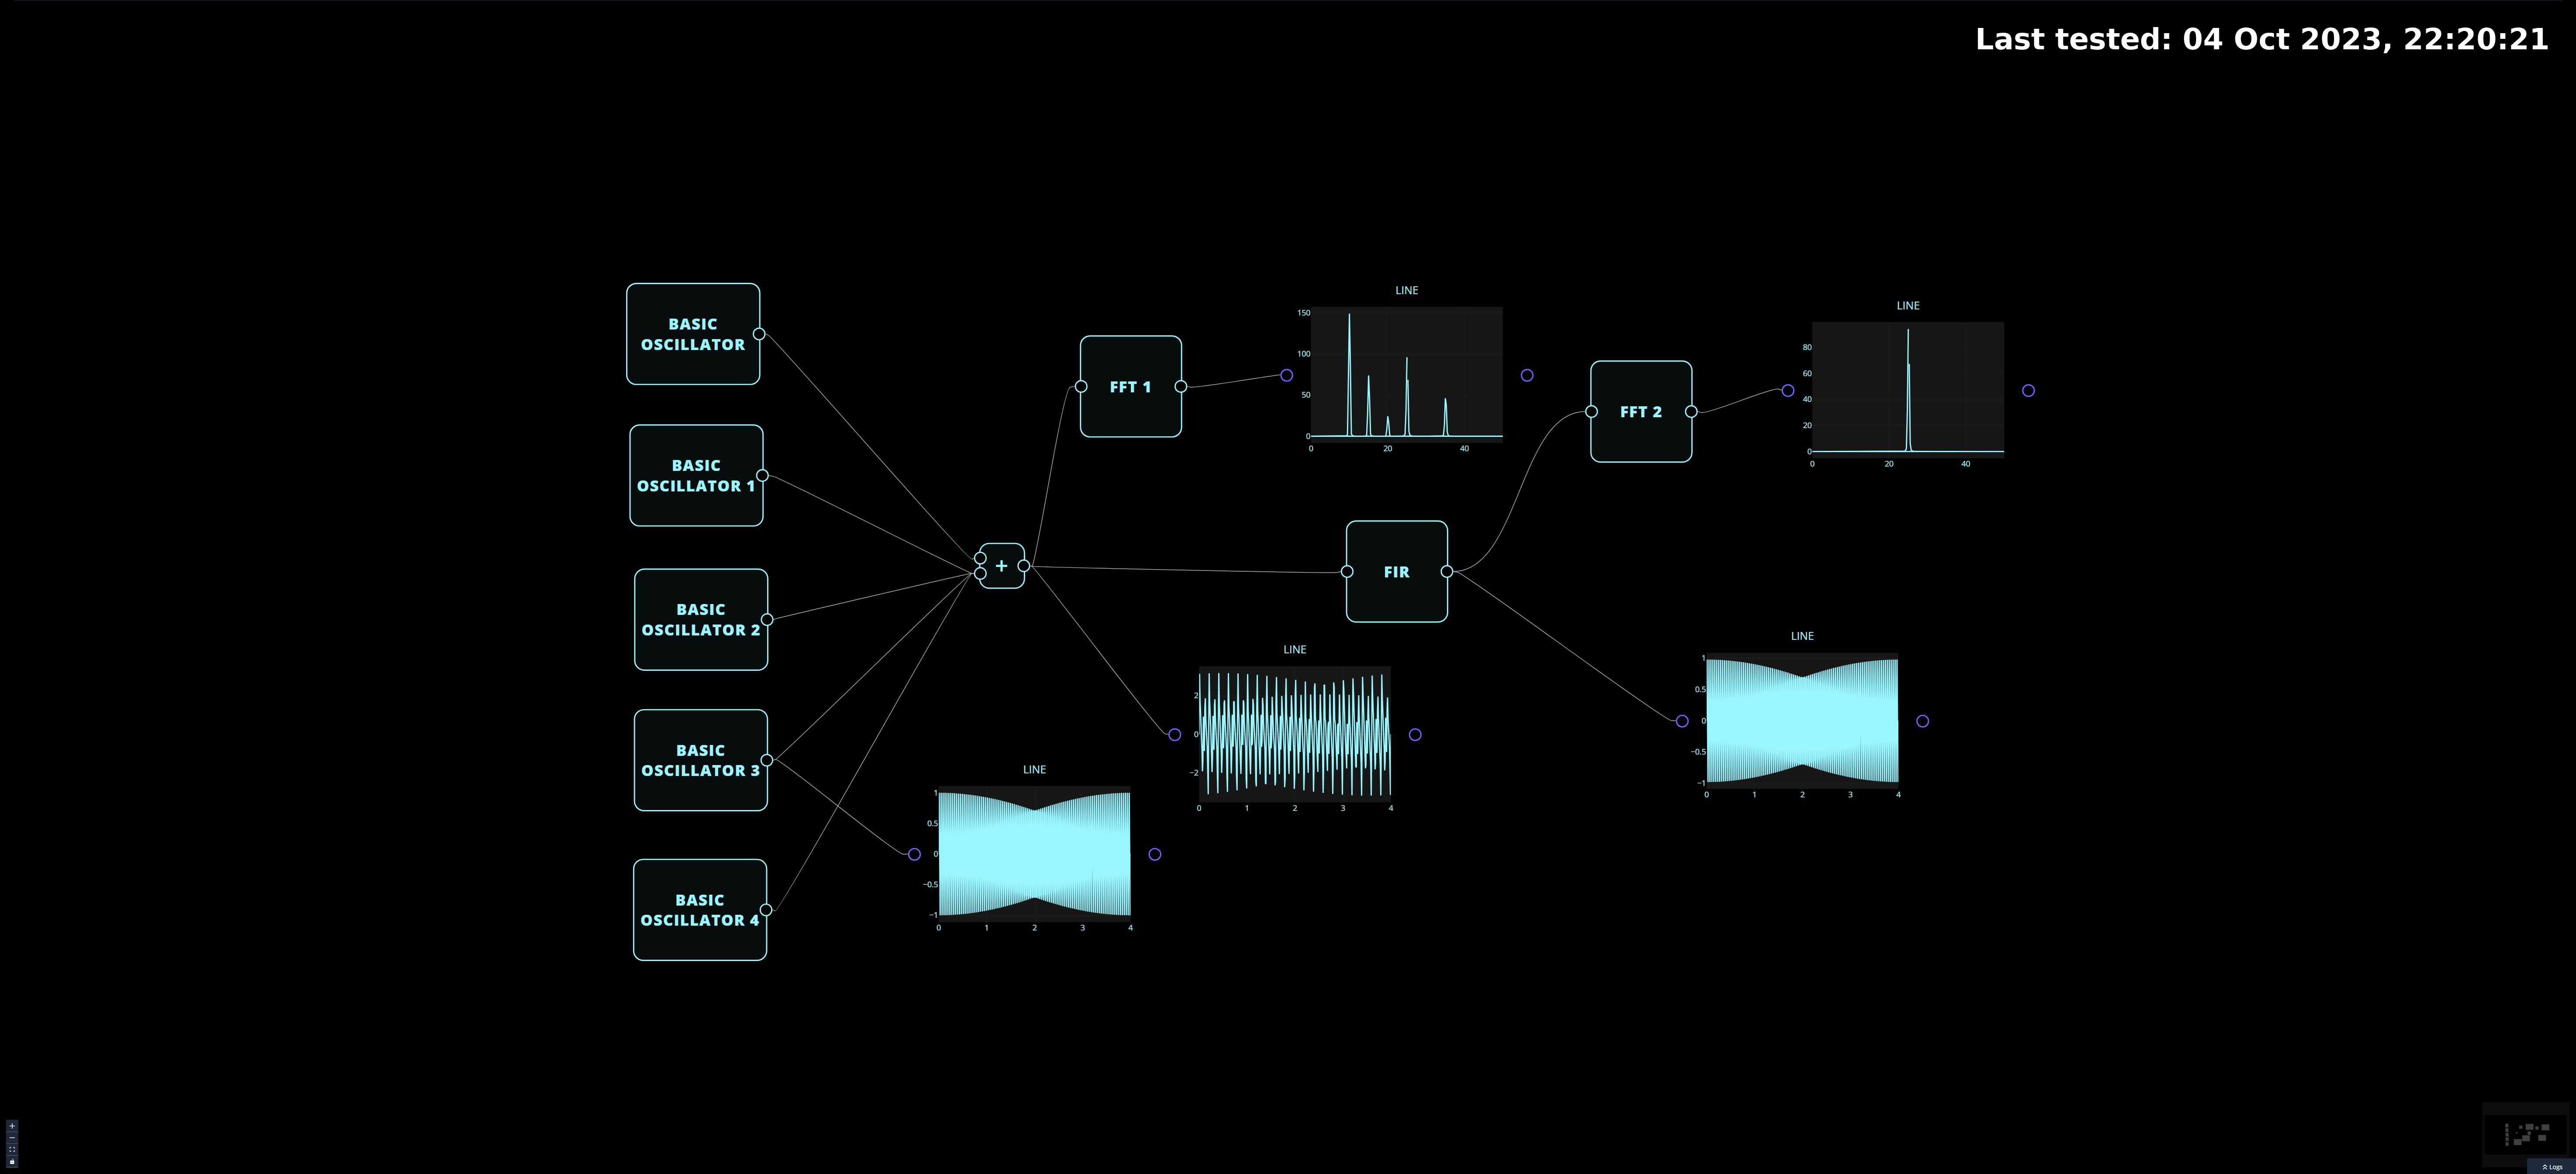 Last tested: 04 Oct 2023, 22:20:21
BASIC
OSCILLATOR
BASIC
OSCILLATOR 1
BASIC
OSCILLATOR 2
BASIC
OSCILLATOR 3
BASIC
OSCILLATOR 4
+
FFT 1
LINE
150
100
50
0
0 20 40
FIR
FFT 2
LINE
80
60
40
20
0
0 20 40
LINE
1
0.5
0
−0.5
−1
0 1 2 3 4
LINE
2
0
−2
0 1 2 3 4
LINE
1
0.5
0
−0.5
−1
0 1 2 3 4
Logs